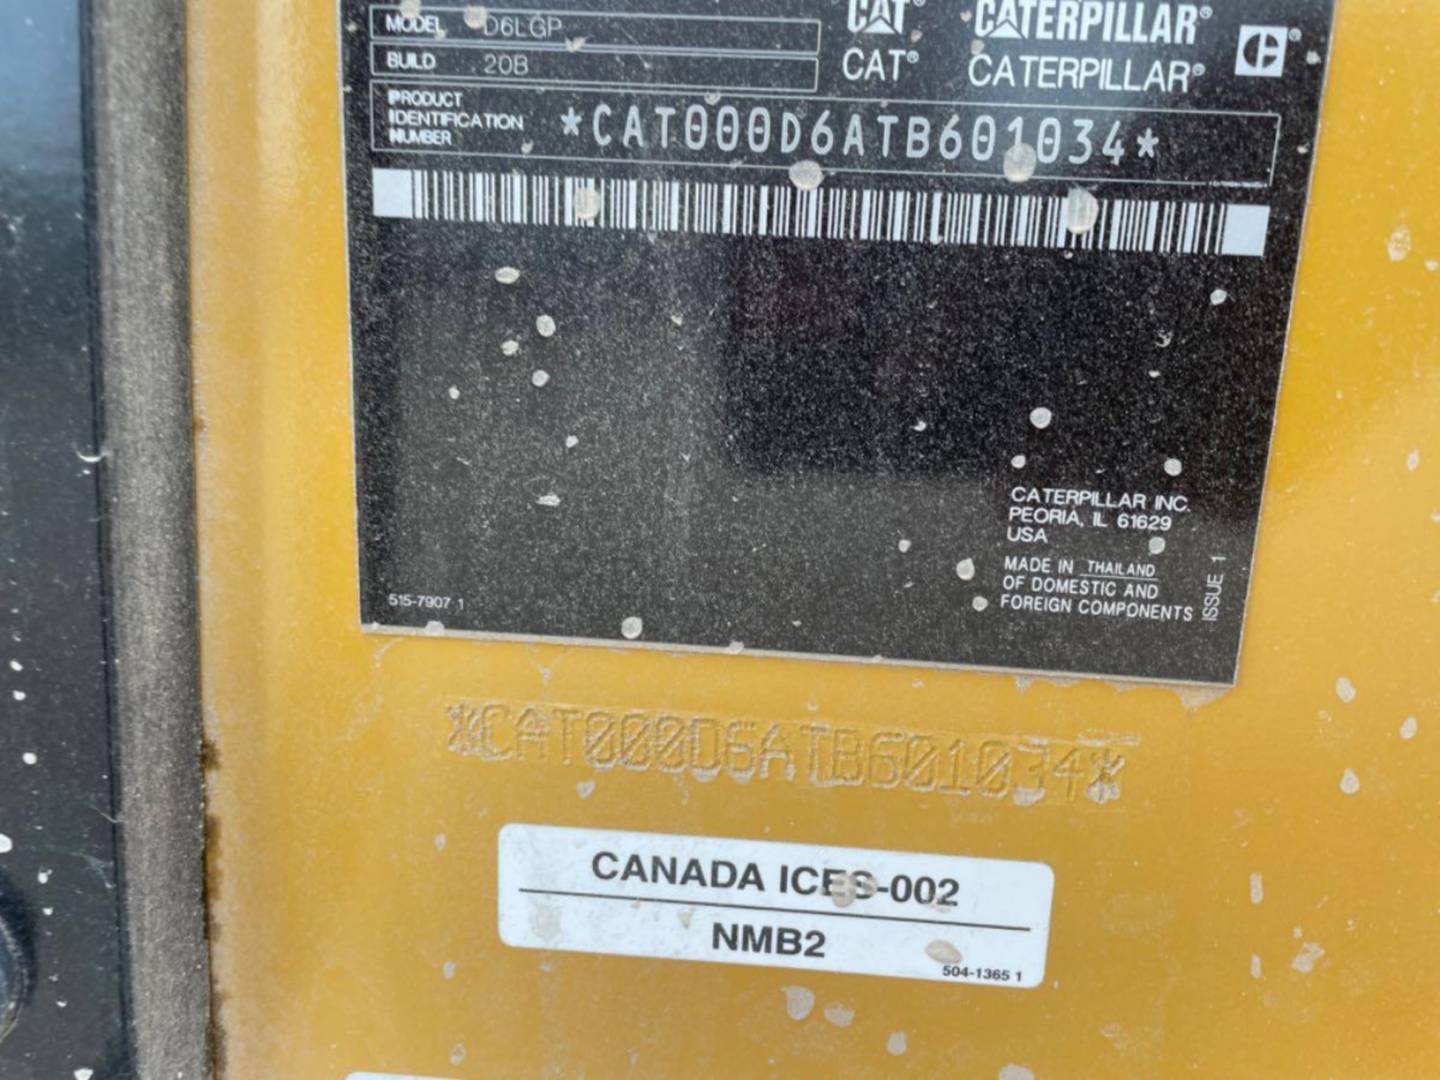 MODEL D6LGP
BUILD 20B
CAT® CATERPILLAR®
CAT® CATERPILLAR®
PRODUCT
IDENTIFICATION
NUMBER
*CAT000D6ATB601034*
CATERPILLAR INC.
PEORIA, IL 61629
USA
MADE IN THAILAND
OF DOMESTIC AND
FOREIGN COMPONENTS
ISSUE 1
515-7907 1
*CAT000D6ATB601034*
CANADA ICES-002
NMB2
504-1365 1